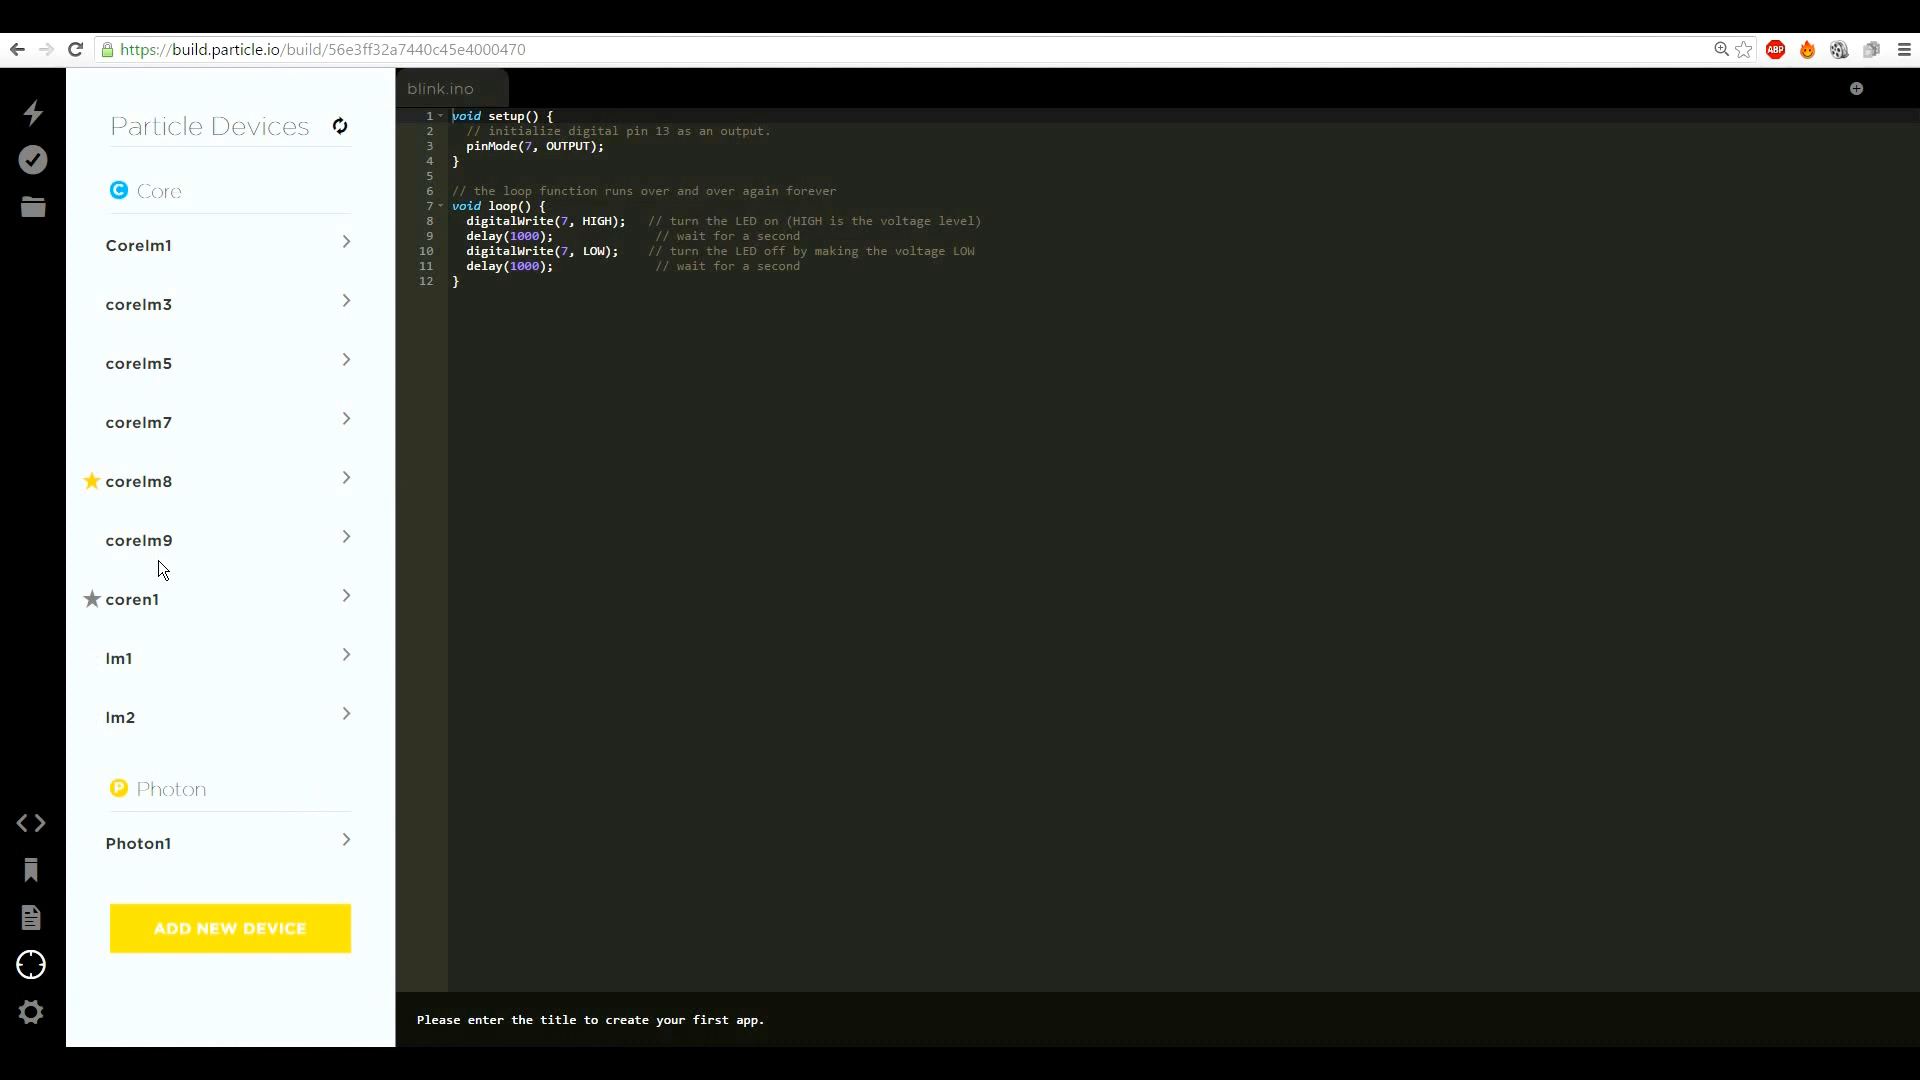 https://build.particle.io/build/56e3ff32a7440c45e4000470
ABP
Particle Devices
C Core
Corelm1
corelm3
corelm5
corelm7
corelm8
corelm9
coren1
lm1
lm2
P Photon
Photon1
ADD NEW DEVICE
blink.ino
1 void setup() {
2 // initialize digital pin 13 as an output.
3 pinMode(7, OUTPUT);
4 }
5
6 // the loop function runs over and over again forever
7 void loop() {
8 digitalWrite(7, HIGH); // turn the LED on (HIGH is the voltage level)
9 delay(1000); // wait for a second
10 digitalWrite(7, LOW); // turn the LED off by making the voltage LOW
11 delay(1000); // wait for a second
12 }
Please enter the title to create your first app.